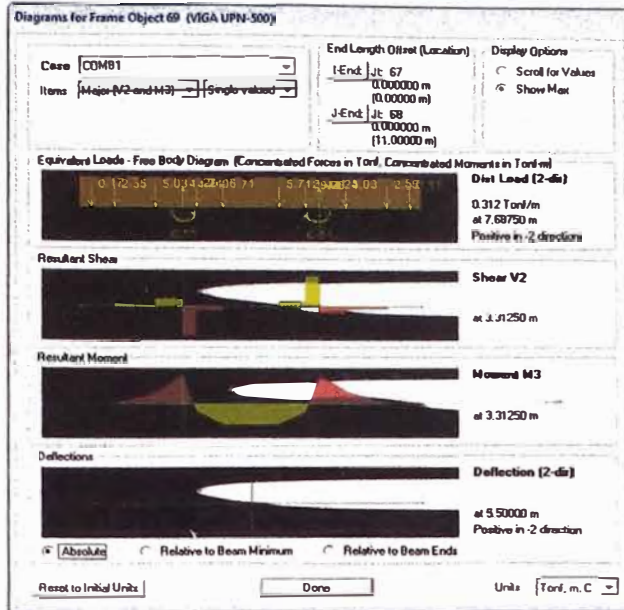 Diagrams for Frame Object 69 (VIGA UPN-500)
Case COMB1
Items Major (V2 and M3) Single valued
End Length Offset (Location)
I-End: Jt: 67
0.000000 m
(0.00000 m)
J-End: Jt: 68
0.000000 m
(11.00000 m)
Display Options
Scroll for Values
Show Max
Equivalent Loads - Free Body Diagram (Concentrated Forces in Tonf, Concentrated Moments in Tonf-m)
Dist Load (2-dir)
0.312 Tonf/m
at 7.68750 m
Positive in -2 direction
Resultant Shear
Shear V2
at 3.31250 m
Resultant Moment
Moment M3
at 3.31250 m
Deflections
Deflection (2-dir)
at 5.50000 m
Positive in -2 direction
Absolute Relative to Beam Minimum Relative to Beam Ends
Reset to Initial Units Done Units Tonf, m, C